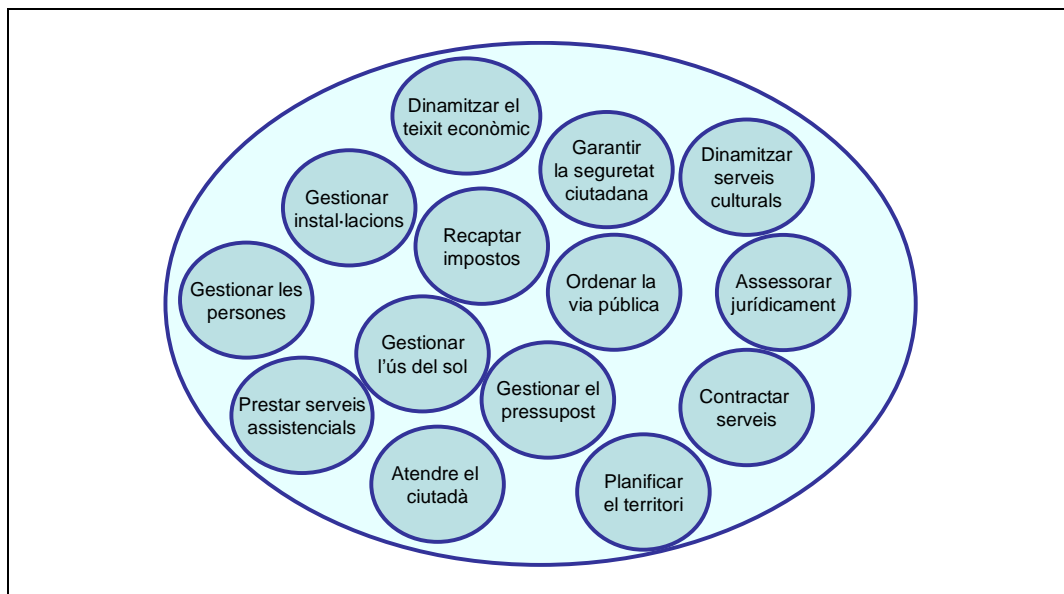 Dinamitzar el
teixit econòmic
Garantir
la seguretat
ciutadana
Dinamitzar
serveis
culturals
Gestionar
instal·lacions
Recaptar
impostos
Ordenar la
via pública
Assessorar
jurídicament
Gestionar les
persones
Gestionar
l’ús del sol
Gestionar el
pressupost
Contractar
serveis
Prestar serveis
assistencials
Atendre el
ciutadà
Planificar
el territori